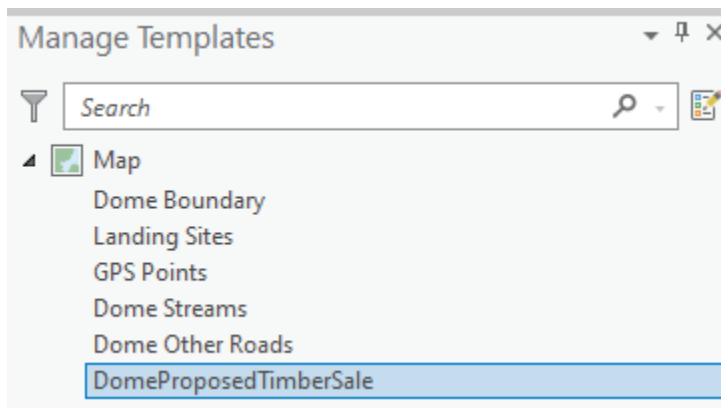 Manage Templates
Search
Map
Dome Boundary
Landing Sites
GPS Points
Dome Streams
Dome Other Roads
DomeProposedTimberSale